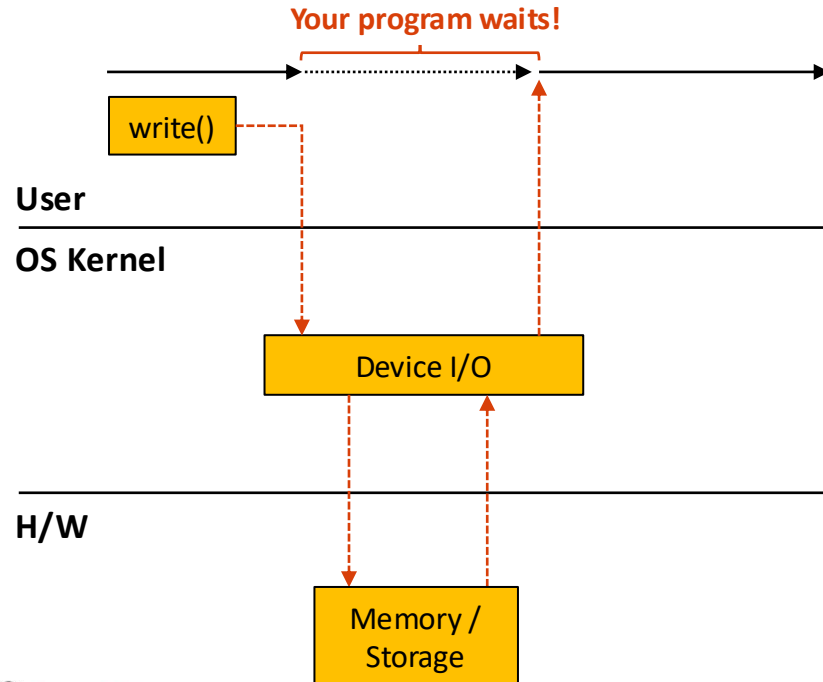 Your program waits!
write()
User
OS Kernel
Device I/O
H/W
Memory /
Storage